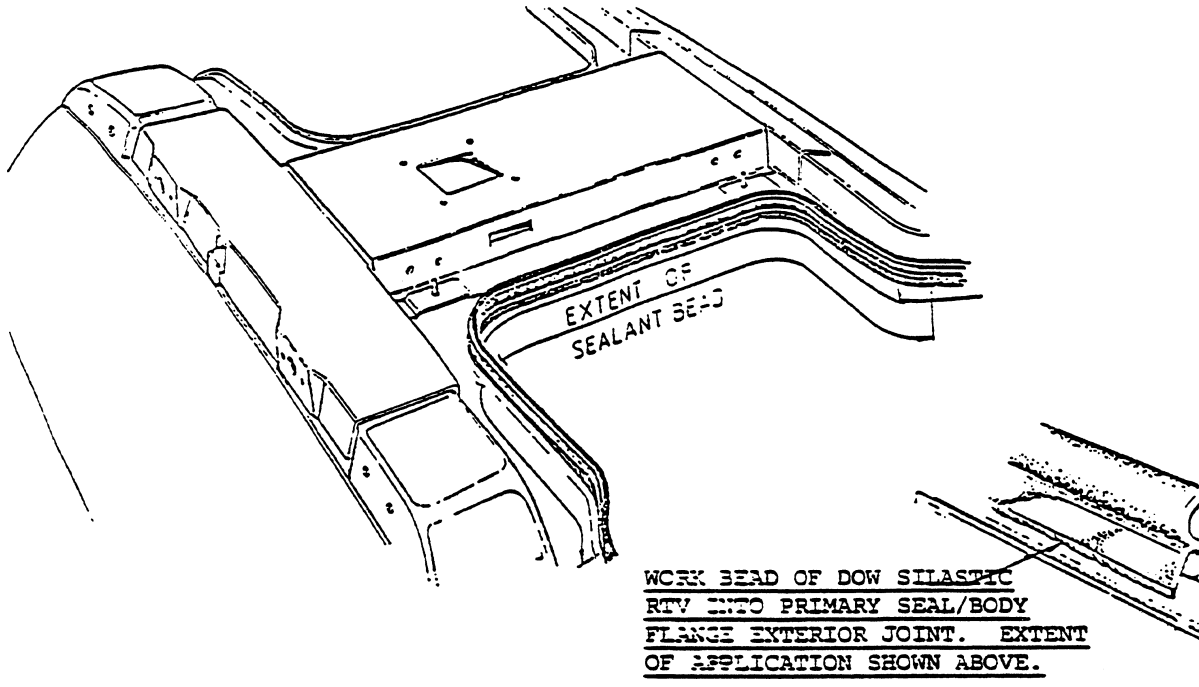 EXTENT OF
SEALANT BEAD
WORK BEAD OF DOW SILASTIC
RTV INTO PRIMARY SEAL/BODY
FLANGE EXTERIOR JOINT. EXTENT
OF APPLICATION SHOWN ABOVE.